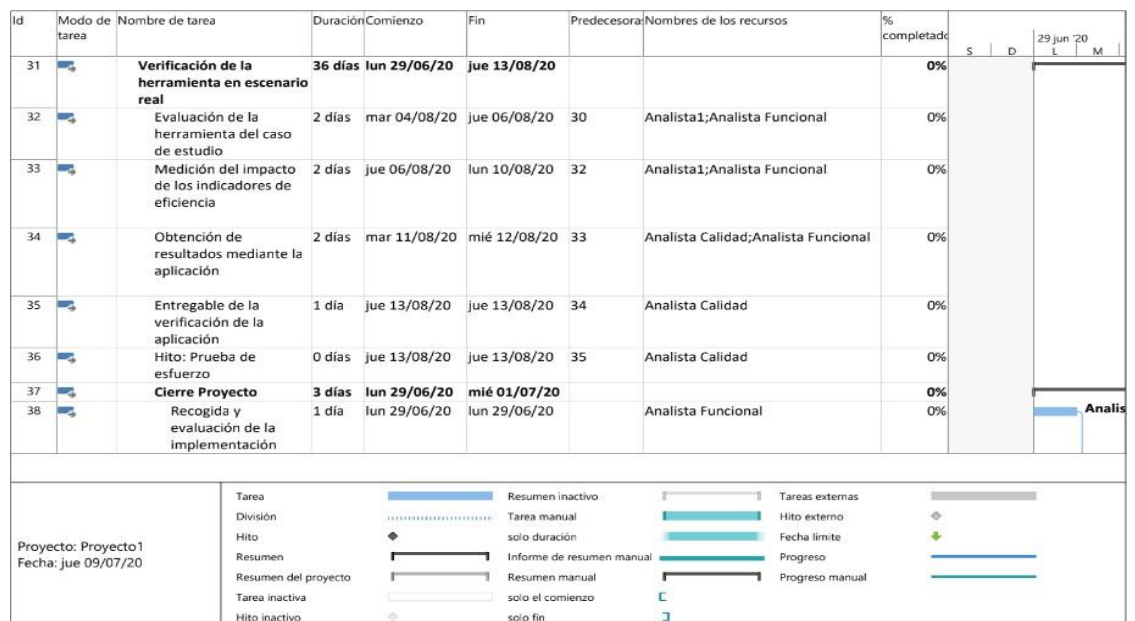 Id Modo de tarea Nombre de tarea Duración Comienzo Fin Predecesoras Nombres de los recursos % completado 29 jun '20
S D L M
31 Verificación de la herramienta en escenario real 36 días lun 29/06/20 jue 13/08/20 0%
32 Evaluación de la herramienta del caso de estudio 2 días mar 04/08/20 jue 06/08/20 30 Analista1;Analista Funcional 0%
33 Medición del impacto de los indicadores de eficiencia 2 días jue 06/08/20 lun 10/08/20 32 Analista1;Analista Funcional 0%
34 Obtención de resultados mediante la aplicación 2 días mar 11/08/20 mié 12/08/20 33 Analista Calidad;Analista Funcional 0%
35 Entregable de la verificación de la aplicación 1 día jue 13/08/20 jue 13/08/20 34 Analista Calidad 0%
36 Hito: Prueba de esfuerzo 0 días jue 13/08/20 jue 13/08/20 35 Analista Calidad 0%
37 Cierre Proyecto 3 días lun 29/06/20 mié 01/07/20 0%
38 Recogida y evaluación de la implementación 1 día lun 29/06/20 lun 29/06/20 Analista Funcional 0% Analis
Proyecto: Proyecto1
Fecha: jue 09/07/20
Tarea Resumen inactivo Tareas externas
División Tarea manual Hito externo
Hito solo duración Fecha límite
Resumen Informe de resumen manual Progreso
Resumen del proyecto Resumen manual Progreso manual
Tarea inactiva solo el comienzo
Hito inactivo solo fin